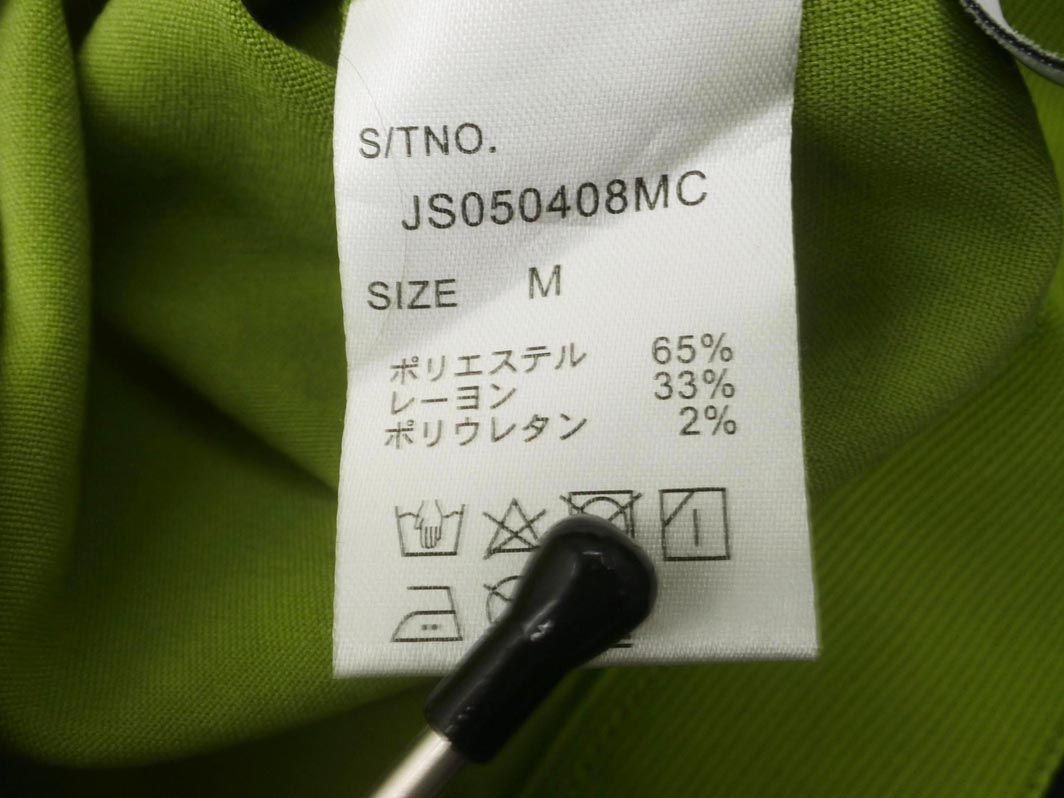 S/TNO.
JS050408MC
SIZE M
ポリエステル 65%
レーヨン 33%
ポリウレタン 2%